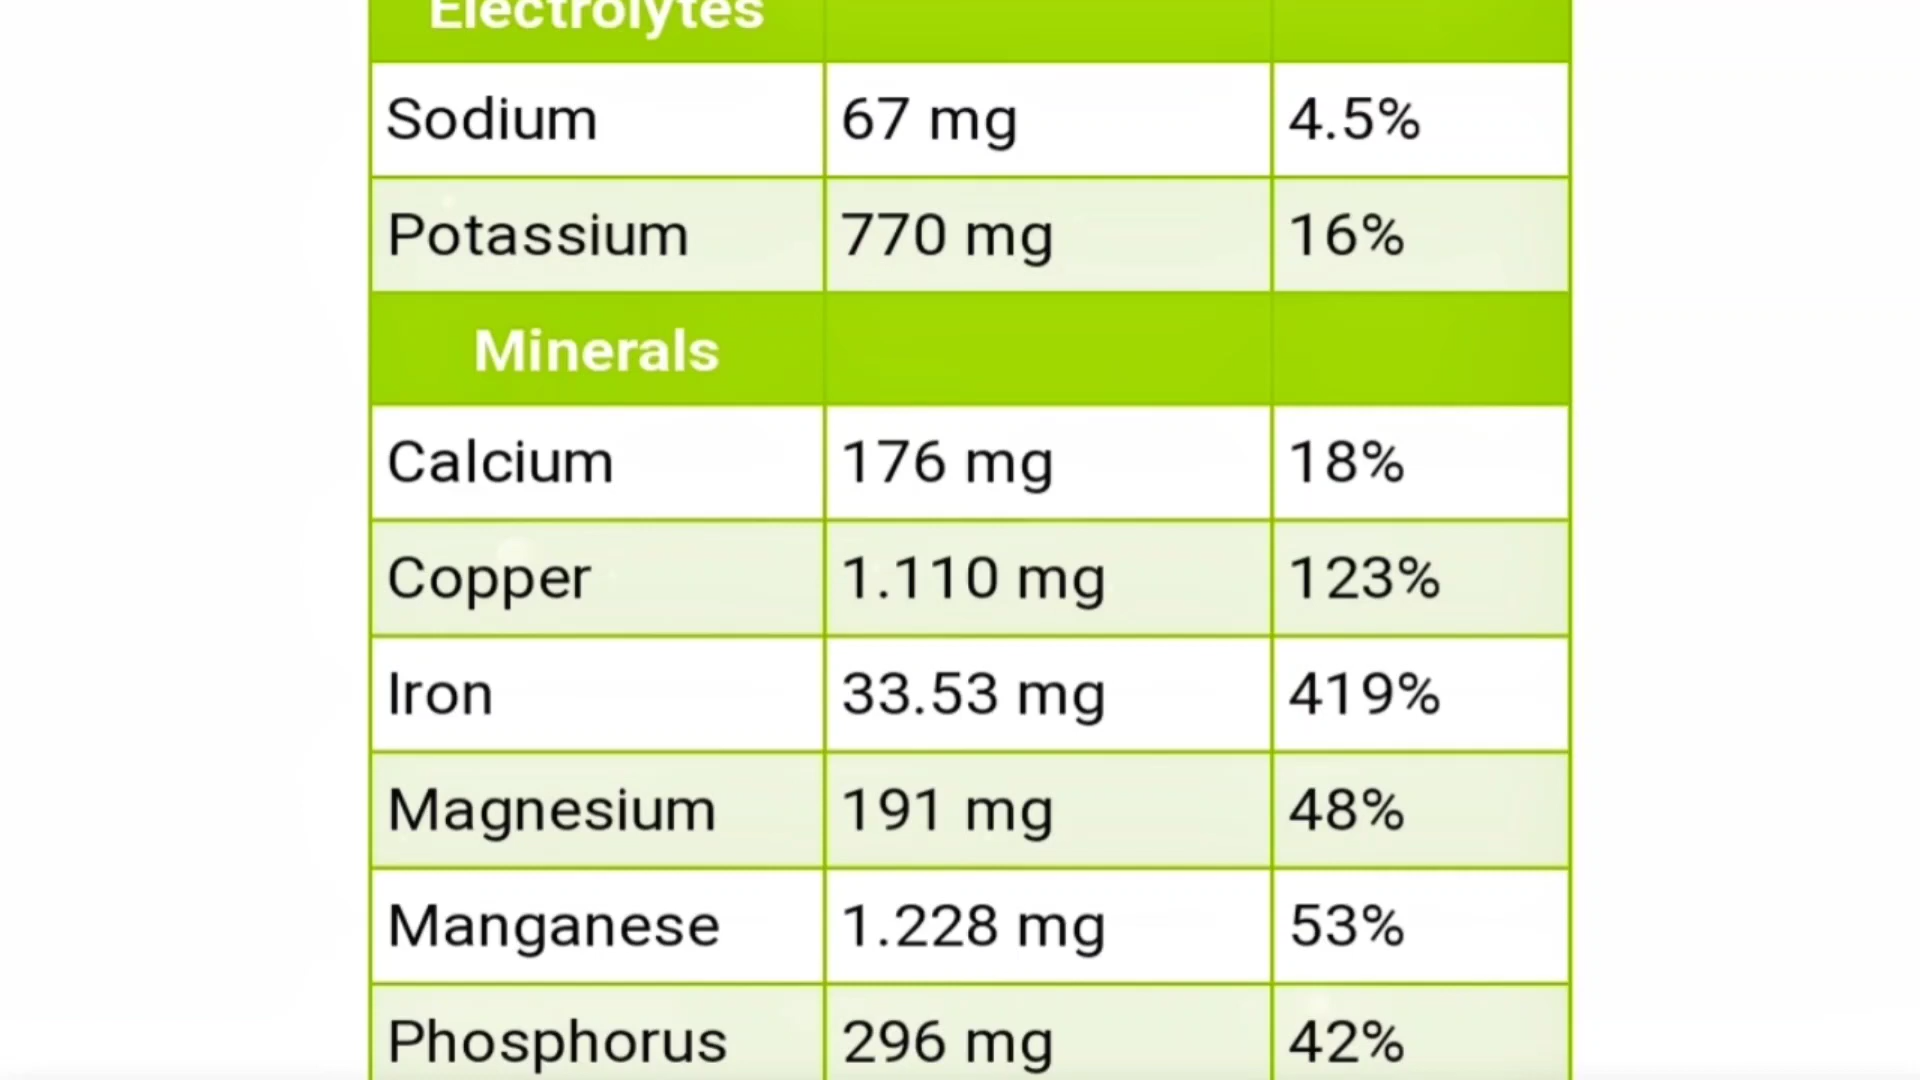 Electrolytes
Sodium 67 mg 4.5%
Potassium 770 mg 16%
Minerals
Calcium 176 mg 18%
Copper 1.110 mg 123%
Iron 33.53 mg 419%
Magnesium 191 mg 48%
Manganese 1.228 mg 53%
Phosphorus 296 mg 42%